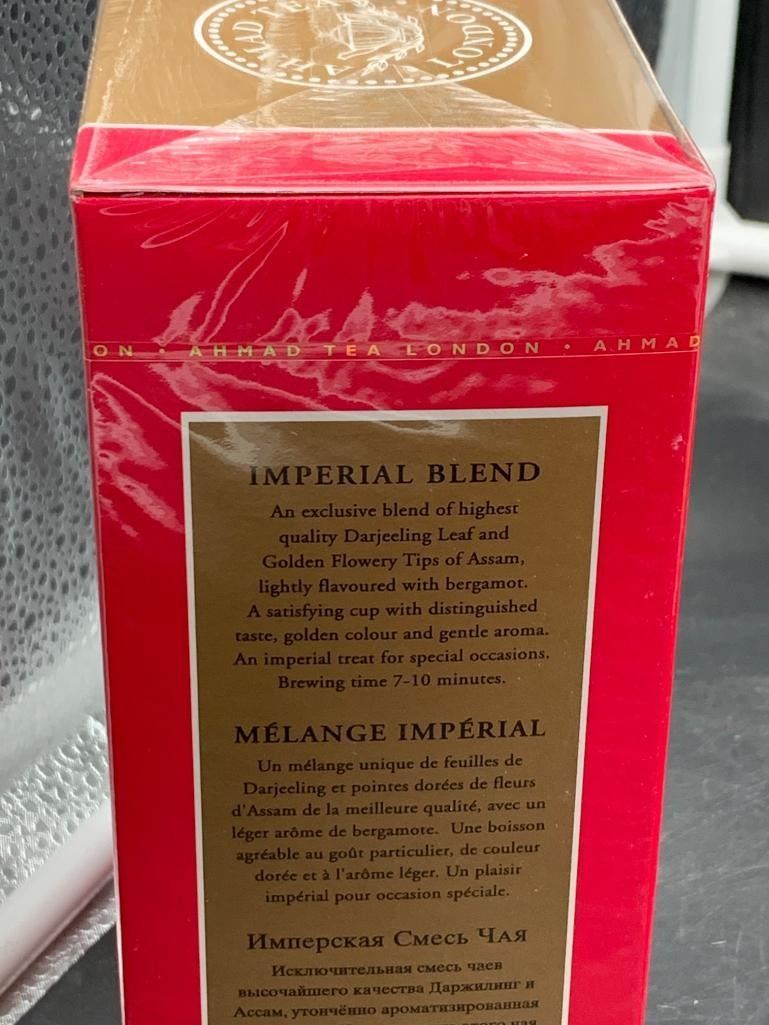 AHMAD TEA
LONDON
ON • AHMAD TEA LONDON • AHMAD
IMPERIAL BLEND
An exclusive blend of highest
quality Darjeeling Leaf and
Golden Flowery Tips of Assam,
lightly flavoured with bergamot.
A satisfying cup with distinguished
taste, golden colour and gentle aroma.
An imperial treat for special occasions.
Brewing time 7-10 minutes.
MÉLANGE IMPÉRIAL
Un mélange unique de feuilles de
Darjeeling et pointes dorées de fleurs
d'Assam de la meilleure qualité, avec un
léger arôme de bergamote. Une boisson
agréable au goût particulier, de couleur
dorée et à l'arôme léger. Un plaisir
impérial pour occasion spéciale.
Имперская Смесь Чая
Исключительная смесь чаев
высочайшего качества Даржилинг и
Ассам, утончённо ароматизированная
этого чая